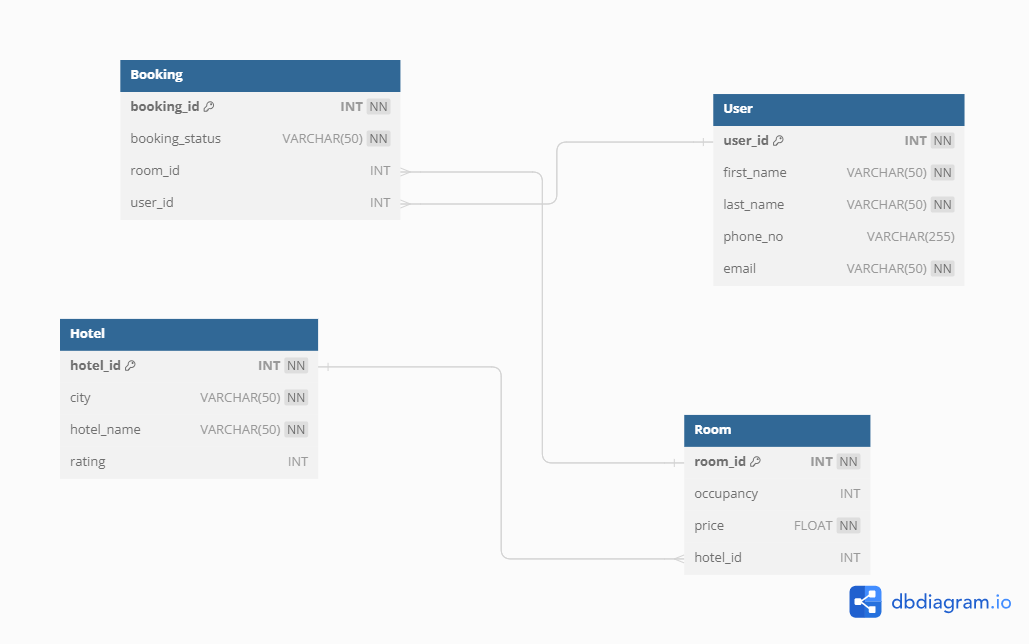 Booking
booking_id INT NN
booking_status VARCHAR(50) NN
room_id INT
user_id INT
User
user_id INT NN
first_name VARCHAR(50) NN
last_name VARCHAR(50) NN
phone_no VARCHAR(255)
email VARCHAR(50) NN
Hotel
hotel_id INT NN
city VARCHAR(50) NN
hotel_name VARCHAR(50) NN
rating INT
Room
room_id INT NN
occupancy INT
price FLOAT NN
hotel_id INT
dbdiagram.io